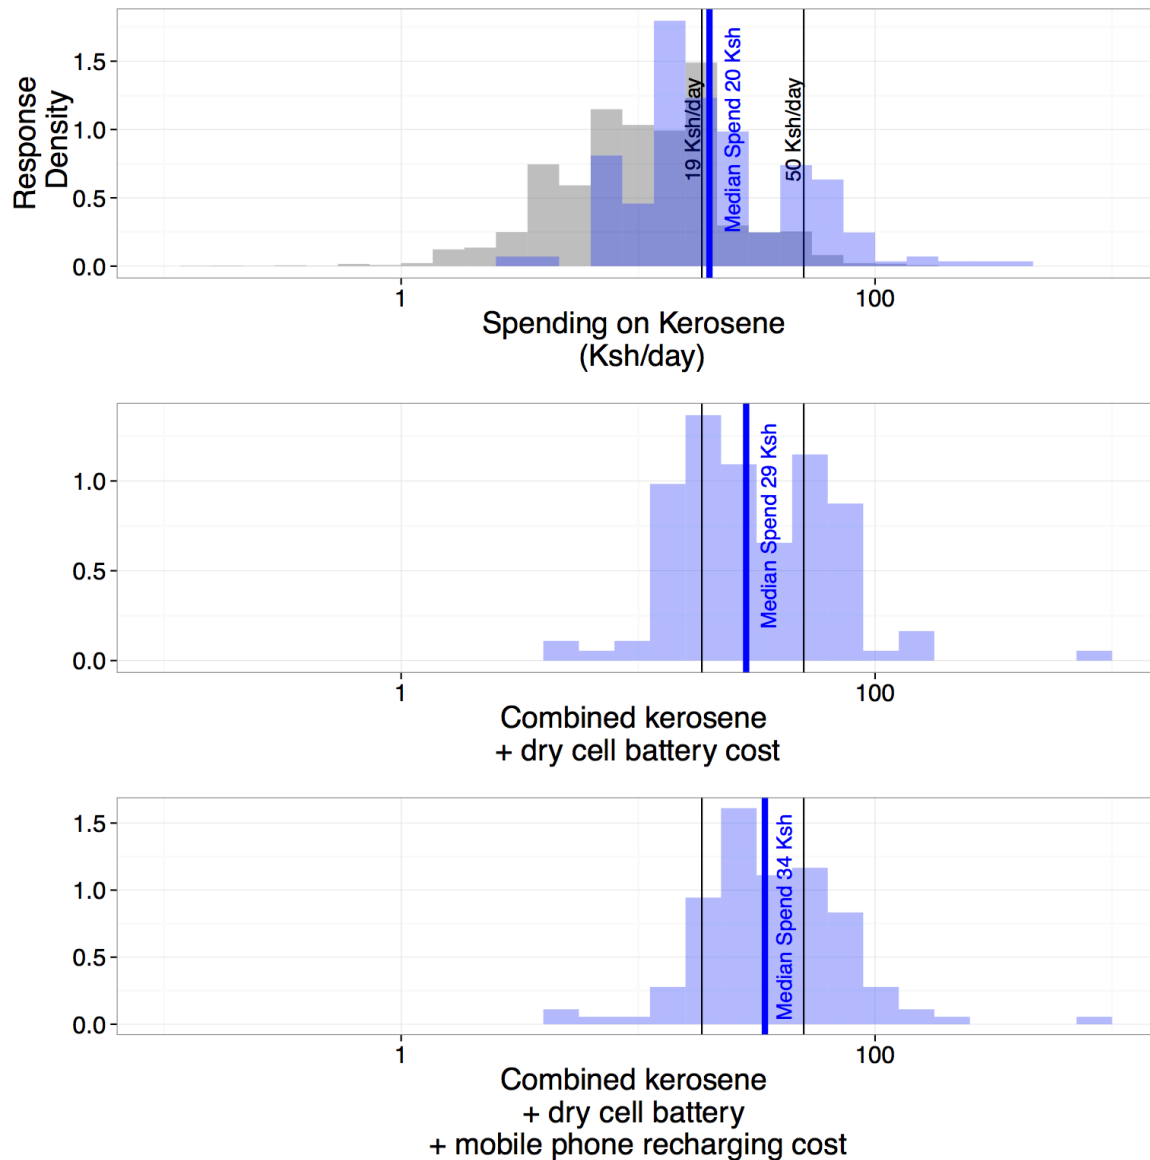 Response
Density
1.5
1.0
0.5
0.0
19 Ksh/day
Median Spend 20 Ksh
50 Ksh/day
1
100
Spending on Kerosene
(Ksh/day)
1.0
0.5
0.0
Median Spend 29 Ksh
1
100
Combined kerosene
+ dry cell battery cost
1.5
1.0
0.5
0.0
Median Spend 34 Ksh
1
100
Combined kerosene
+ dry cell battery
+ mobile phone recharging cost